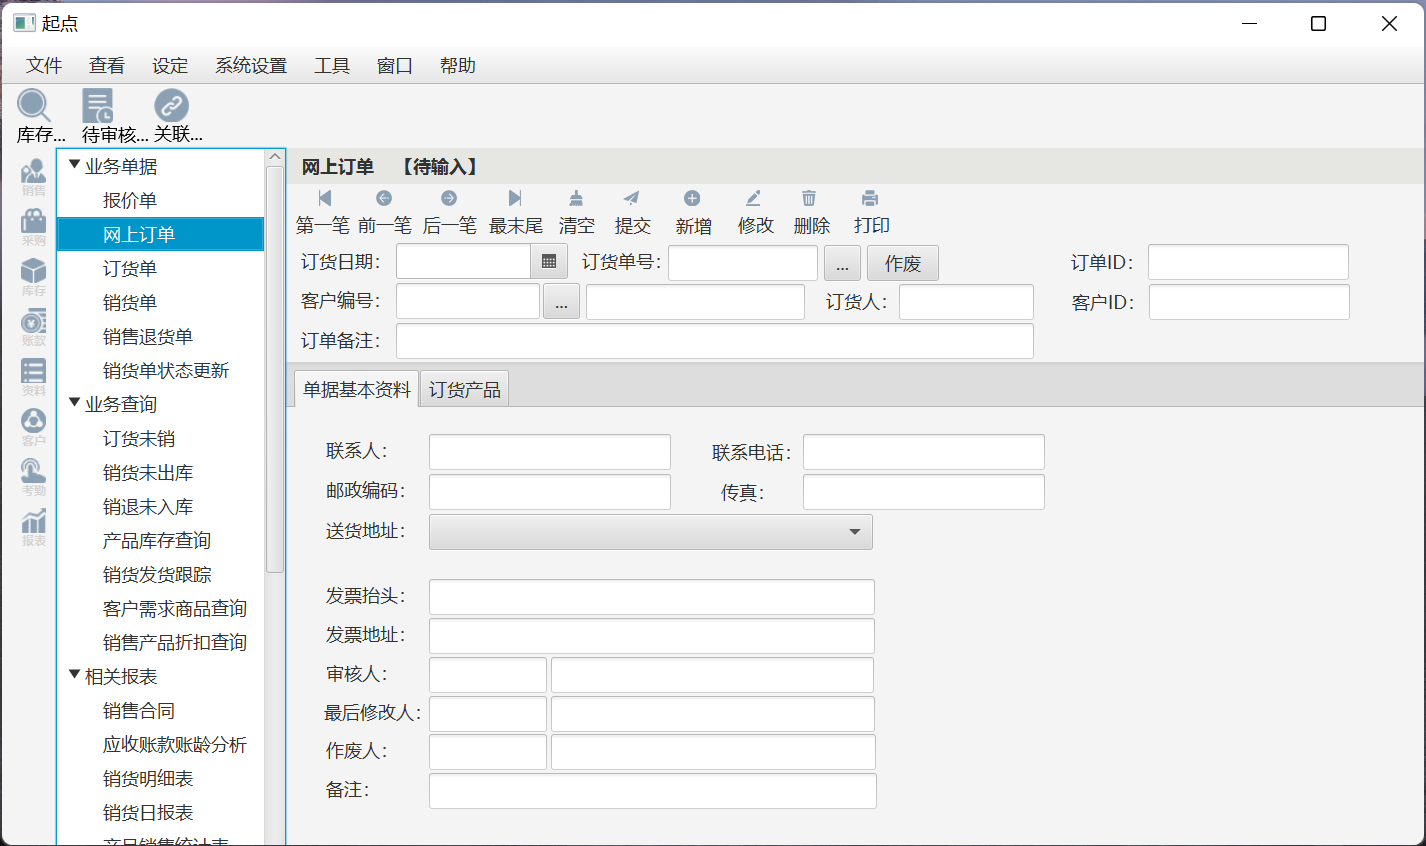 起点
文件 查看 设定 系统设置 工具 窗口 帮助
库存... 待审核... 关联...
销售
采购
库存
账款
资料
客户
考勤
报表
业务单据
报价单
网上订单
订货单
销货单
销售退货单
销货单状态更新
业务查询
订货未销
销货未出库
销退未入库
产品库存查询
销货发货跟踪
客户需求商品查询
销售产品折扣查询
相关报表
销售合同
应收账款账龄分析
销货明细表
销货日报表
产品销售统计表
网上订单 【待输入】
第一笔 前一笔 后一笔 最末尾 清空 提交 新增 修改 删除 打印
订货日期： 订货单号： ... 作废 订单ID：
客户编号： ... 订货人： 客户ID：
订单备注：
单据基本资料 订货产品
联系人： 联系电话：
邮政编码： 传真：
送货地址：
发票抬头：
发票地址：
审核人：
最后修改人：
作废人：
备注：